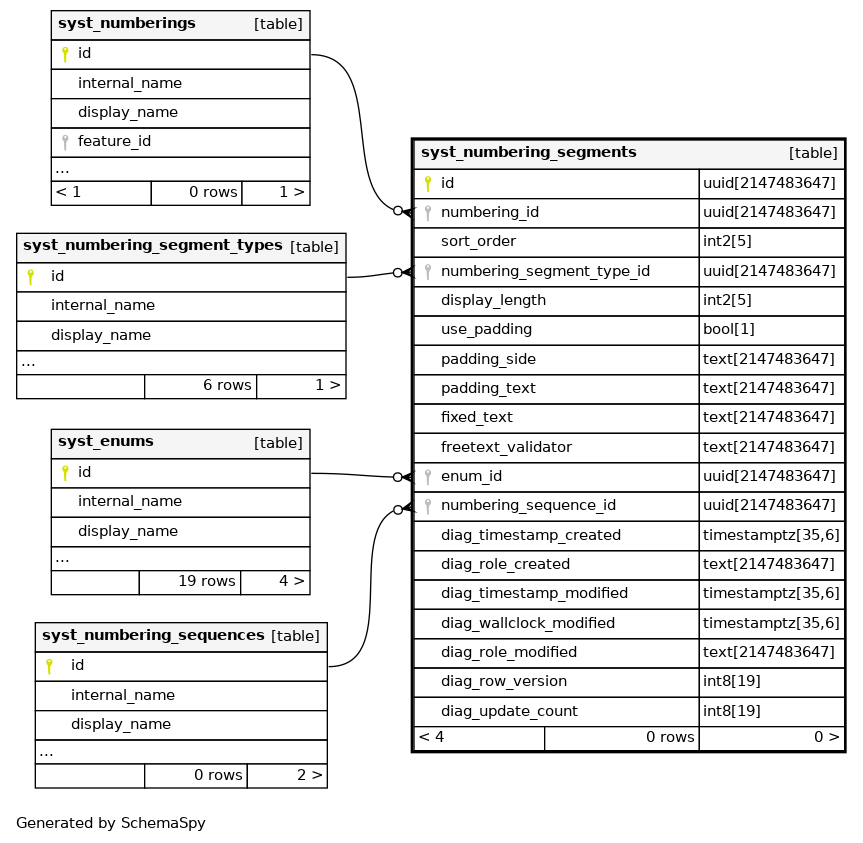 syst_numberings [table]
id
internal_name
display_name
feature_id
...
< 1 0 rows 1 >
syst_numbering_segment_types [table]
id
internal_name
display_name
...
6 rows 1 >
syst_enums [table]
id
internal_name
display_name
...
19 rows 4 >
syst_numbering_sequences [table]
id
internal_name
display_name
...
0 rows 2 >
syst_numbering_segments [table]
id uuid[2147483647]
numbering_id uuid[2147483647]
sort_order int2[5]
numbering_segment_type_id uuid[2147483647]
display_length int2[5]
use_padding bool[1]
padding_side text[2147483647]
padding_text text[2147483647]
fixed_text text[2147483647]
freetext_validator text[2147483647]
enum_id uuid[2147483647]
numbering_sequence_id uuid[2147483647]
diag_timestamp_created timestamptz[35,6]
diag_role_created text[2147483647]
diag_timestamp_modified timestamptz[35,6]
diag_wallclock_modified timestamptz[35,6]
diag_role_modified text[2147483647]
diag_row_version int8[19]
diag_update_count int8[19]
< 4 0 rows 0 >
Generated by SchemaSpy